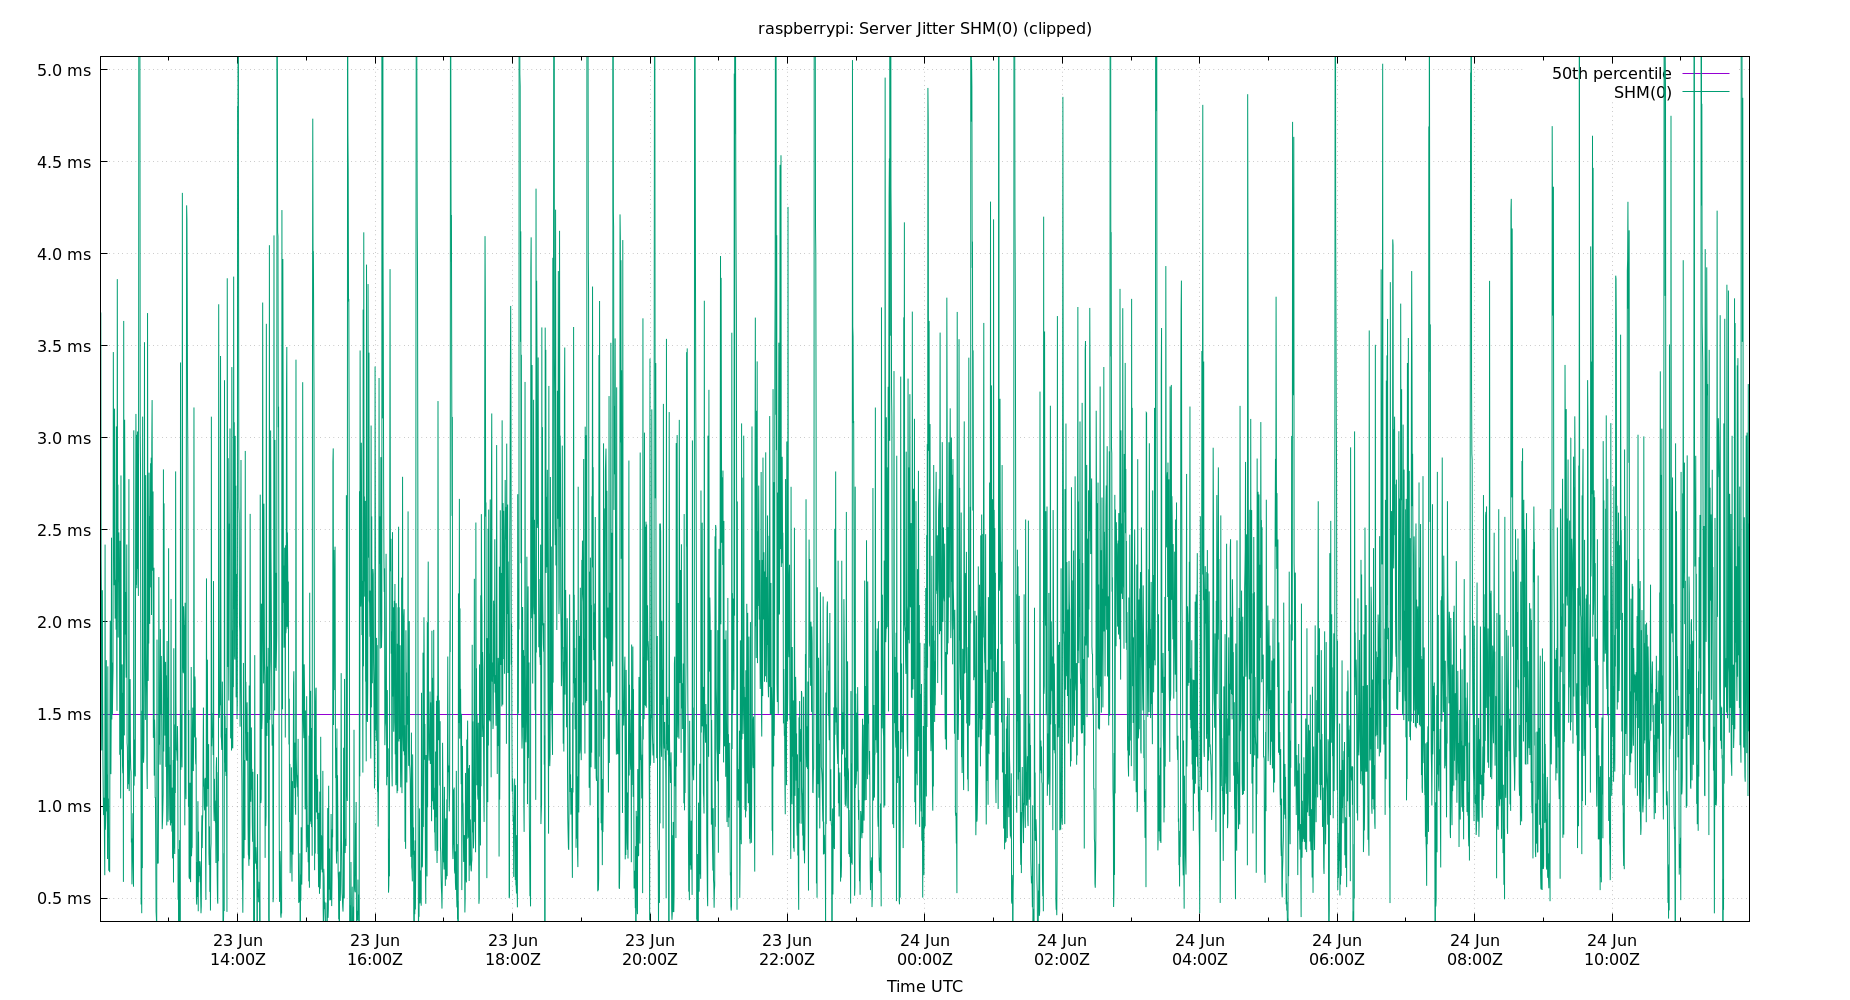 raspberrypi: Server Jitter SHM(0) (clipped)
5.0 ms
4.5 ms
4.0 ms
3.5 ms
3.0 ms
2.5 ms
2.0 ms
1.5 ms
1.0 ms
0.5 ms
50th percentile
SHM(0)
23 Jun 23 Jun 23 Jun 23 Jun 23 Jun 24 Jun 24 Jun 24 Jun 24 Jun 24 Jun 24 Jun
14:00Z 16:00Z 18:00Z 20:00Z 22:00Z 00:00Z 02:00Z 04:00Z 06:00Z 08:00Z 10:00Z
Time UTC